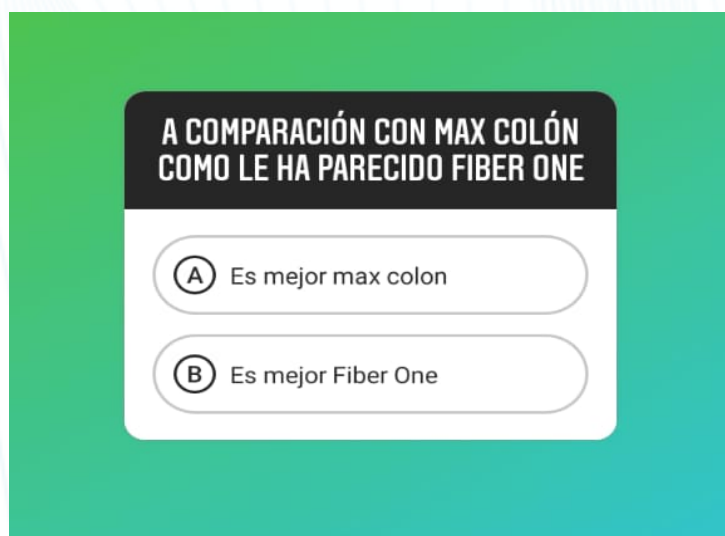 A COMPARACIÓN CON MAX COLÓN
COMO LE HA PARECIDO FIBER ONE
A Es mejor max colon
B Es mejor Fiber One